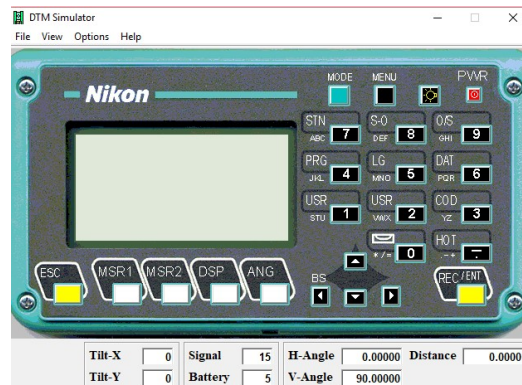 DTM Simulator
File View Options Help
MODE MENU PWR
Nikon
STN ABC 7 S-O DEF 8 O/S GHI 9
PRG JKL 4 LG MNO 5 DAT PQR 6
USR STU 1 USR VWX 2 COD YZ 3
*/= 0 HOT .-+
ESC MSR1 MSR2 DSP ANG BS REC/ENT
Tilt-X 0 Signal 15 H-Angle 0.00000 Distance 0.0000
Tilt-Y 0 Battery 5 V-Angle 90.00000